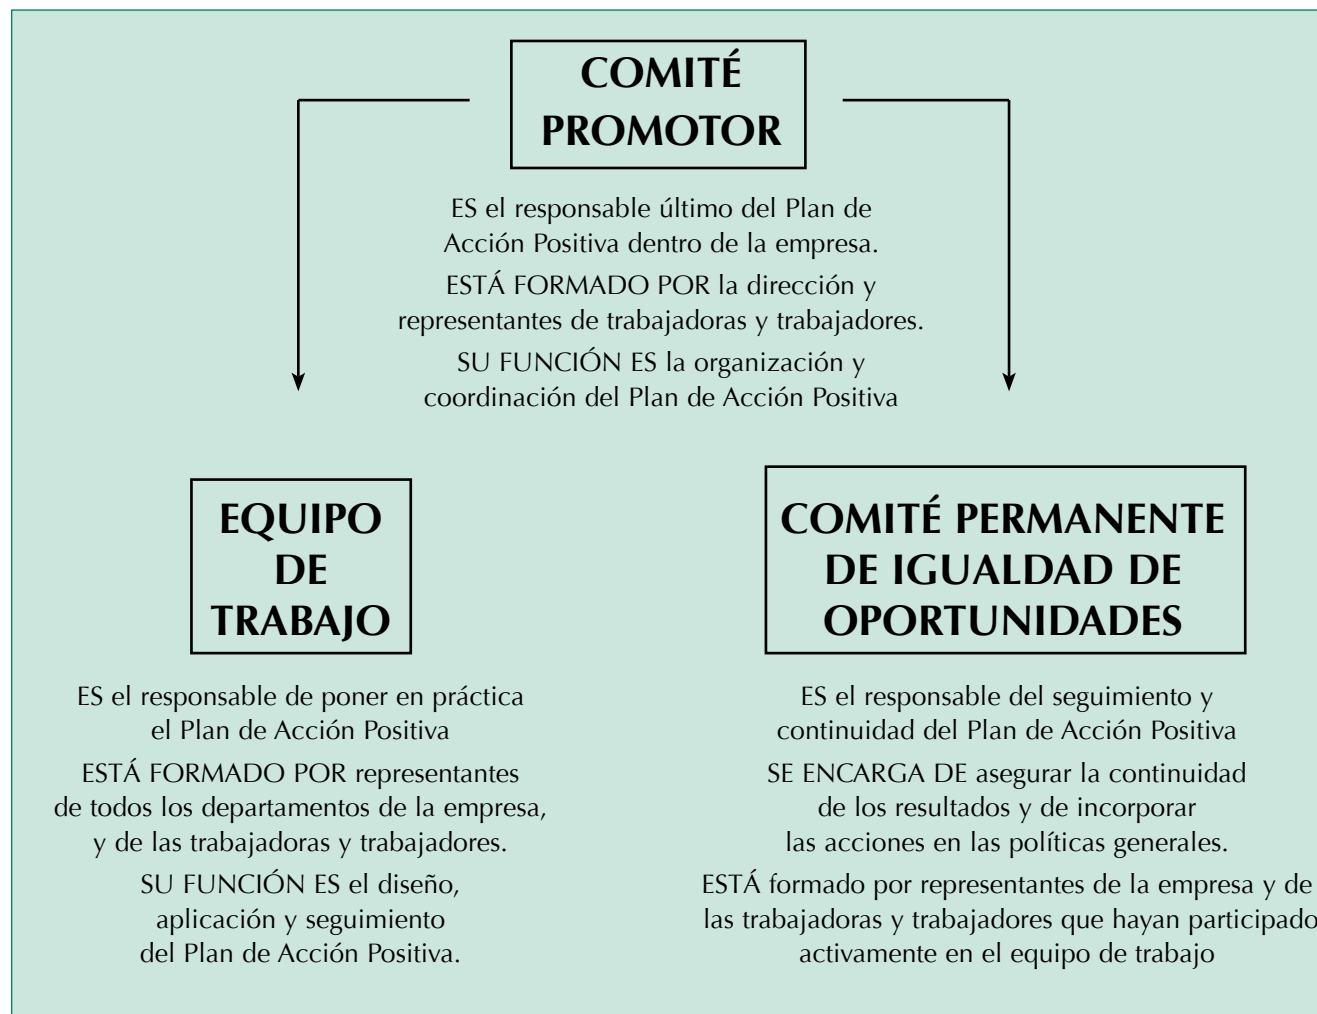 COMITÉ
PROMOTOR
ES el responsable último del Plan de
Acción Positiva dentro de la empresa.
ESTÁ FORMADO POR la dirección y
representantes de trabajadoras y trabajadores.
SU FUNCIÓN ES la organización y
coordinación del Plan de Acción Positiva
EQUIPO
DE
TRABAJO
ES el responsable de poner en práctica
el Plan de Acción Positiva
ESTÁ FORMADO POR representantes
de todos los departamentos de la empresa,
y de las trabajadoras y trabajadores.
SU FUNCIÓN ES el diseño,
aplicación y seguimiento
del Plan de Acción Positiva.
COMITÉ PERMANENTE
DE IGUALDAD DE
OPORTUNIDADES
ES el responsable del seguimiento y
continuidad del Plan de Acción Positiva
SE ENCARGA DE asegurar la continuidad
de los resultados y de incorporar
las acciones en las políticas generales.
ESTÁ formado por representantes de la empresa y de
las trabajadoras y trabajadores que hayan participado
activamente en el equipo de trabajo